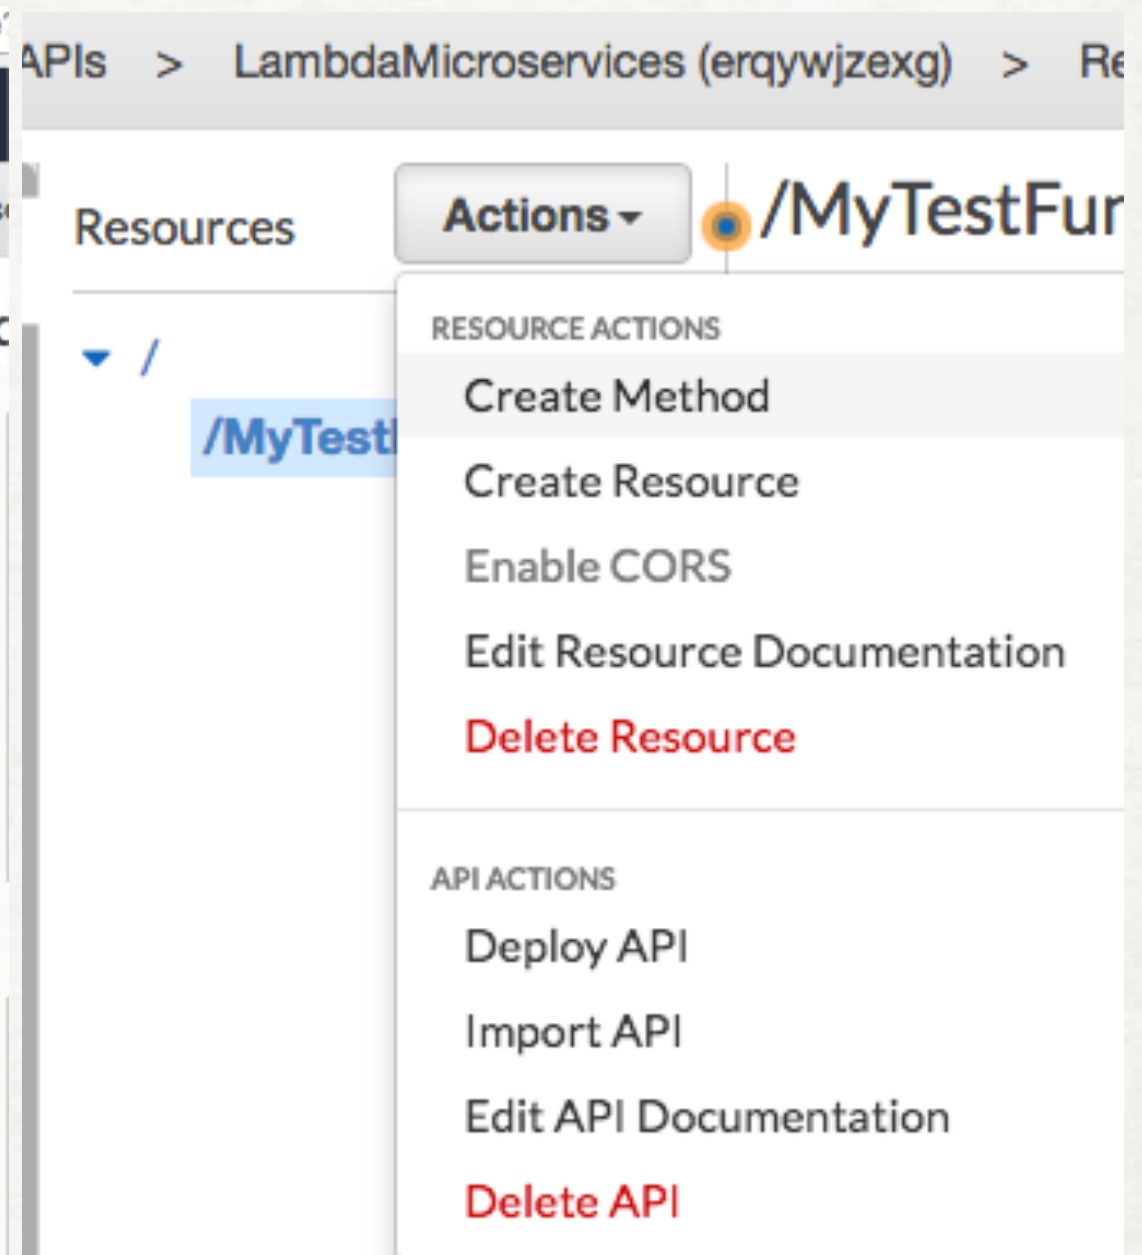 APIs > LambdaMicroservices (erqywjzexg) >
Resources
Actions
/MyTestFun
/
/MyTest
RESOURCE ACTIONS
Create Method
Create Resource
Enable CORS
Edit Resource Documentation
Delete Resource
API ACTIONS
Deploy API
Import API
Edit API Documentation
Delete API